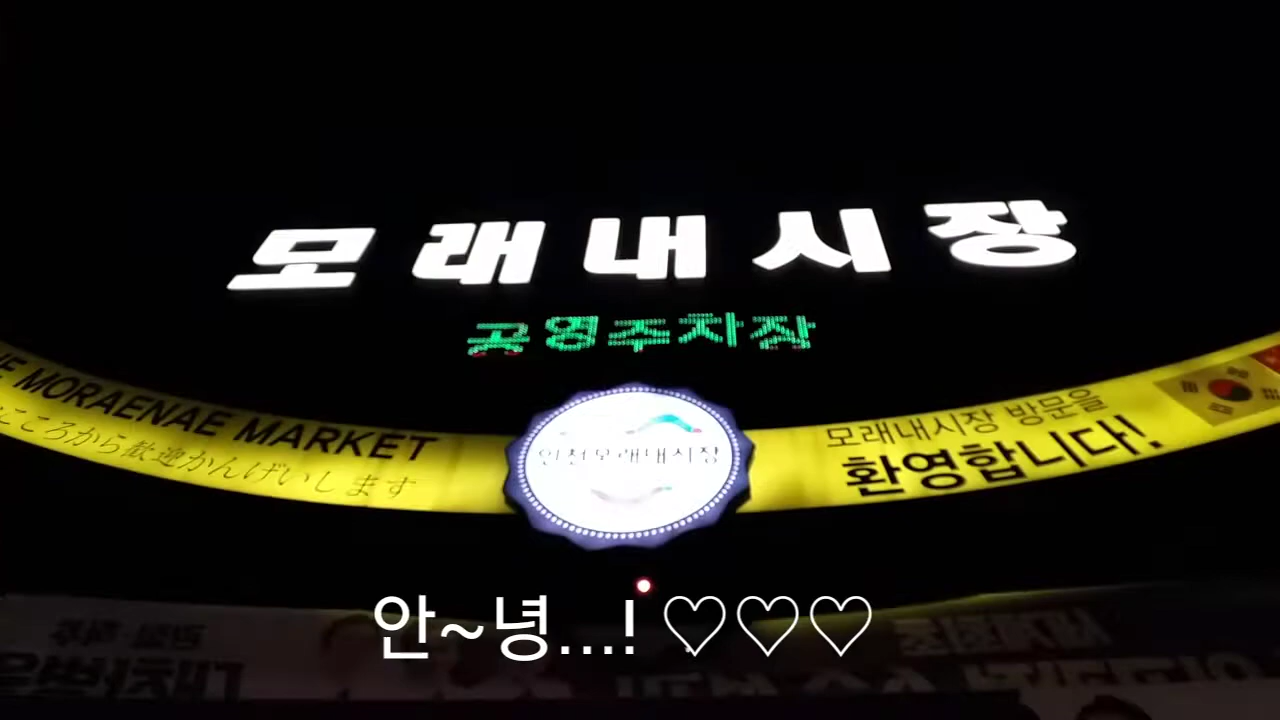 모래내시장
공영주차장
MORAENAE MARKET
こころから歓迎かんげいします
인천모래내시장
모래내시장 방문을
환영합니다!
안~녕...! ♡♡♡